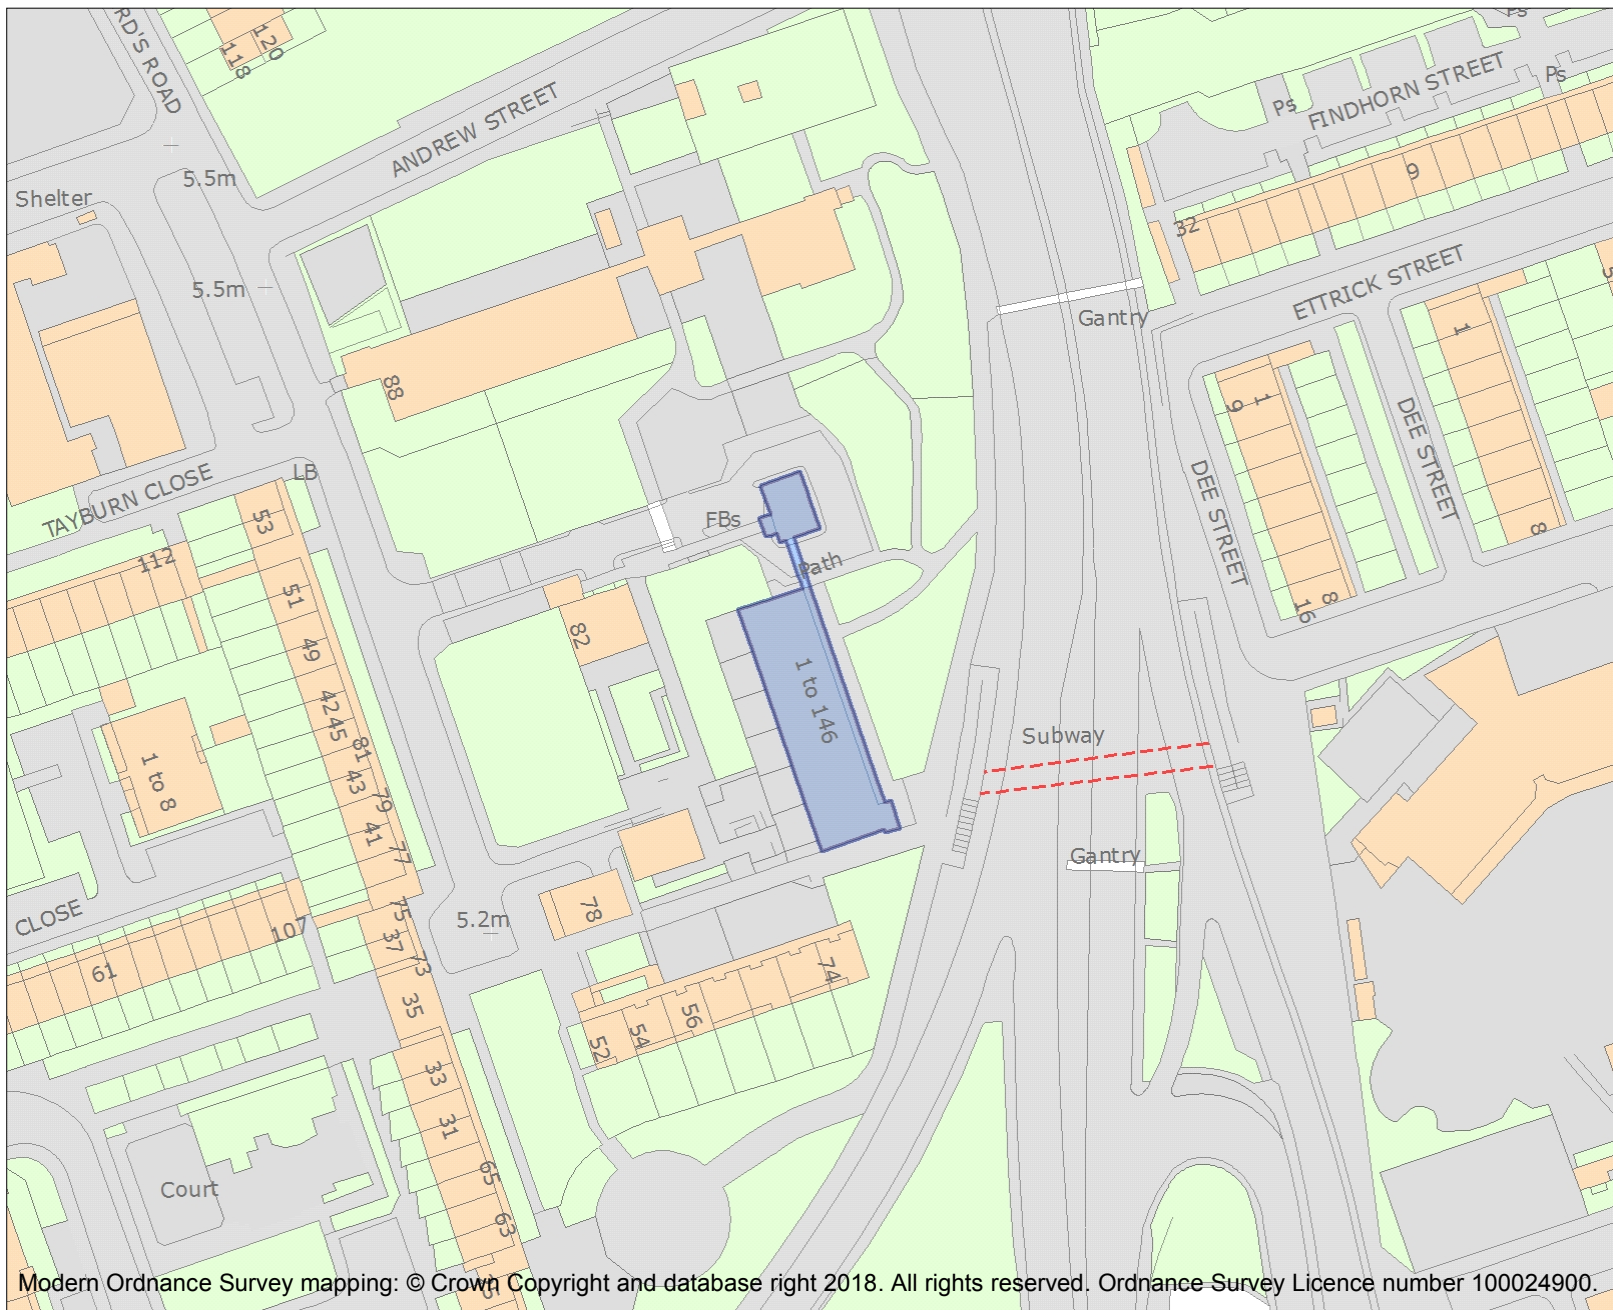 RD'S ROAD
118
120
ANDREW STREET
Ps
Ps
Ps
FINDHORN STREET
9
32
5.5m
Shelter
5.5m
ETTRICK STREET
Gantry
88
1
9
1
DEE STREET
8
DEE STREET
16
8
TAYBURN CLOSE
LB
53
112
51
49
42
45
81
43
79
41
77
75
37
73
35
33
31
65
63
FBs
Path
82
1 to 146
1 to 8
Subway
Gantry
CLOSE
107
61
5.2m
78
74
56
54
52
Court
Modern Ordnance Survey mapping: © Crown Copyright and database right 2018. All rights reserved. Ordnance Survey Licence number 100024900.